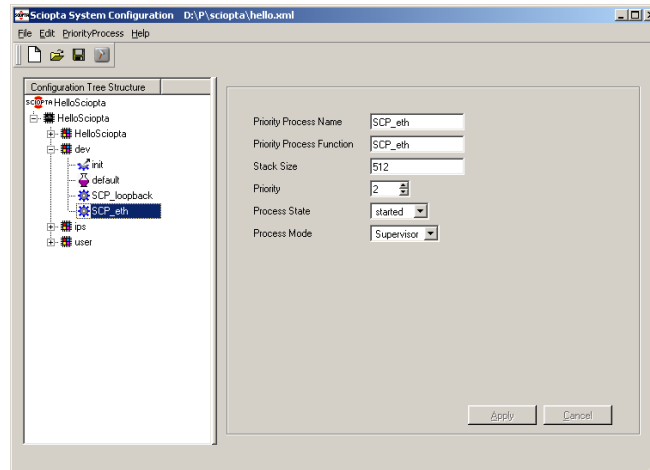 Sciopta System Configuration D:\P\sciopta\hello.xml
File Edit PriorityProcess Help
Configuration Tree Structure
SCIOPTA HelloSciopta
HelloSciopta
HelloSciopta
dev
init
default
SCP_loopback
SCP_eth
ips
user
Priority Process Name SCP_eth
Priority Process Function SCP_eth
Stack Size 512
Priority 2
Process State started
Process Mode Supervisor
Apply Cancel